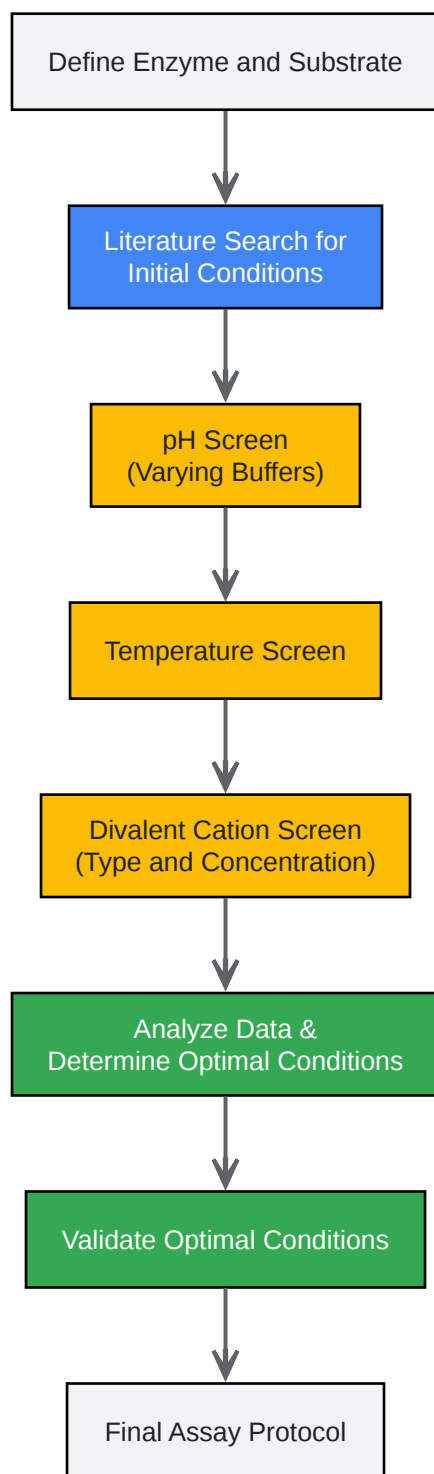 Define Enzyme and Substrate
Literature Search for
Initial Conditions
pH Screen
(Varying Buffers)
Temperature Screen
Divalent Cation Screen
(Type and Concentration)
Analyze Data &
Determine Optimal Conditions
Validate Optimal Conditions
Final Assay Protocol